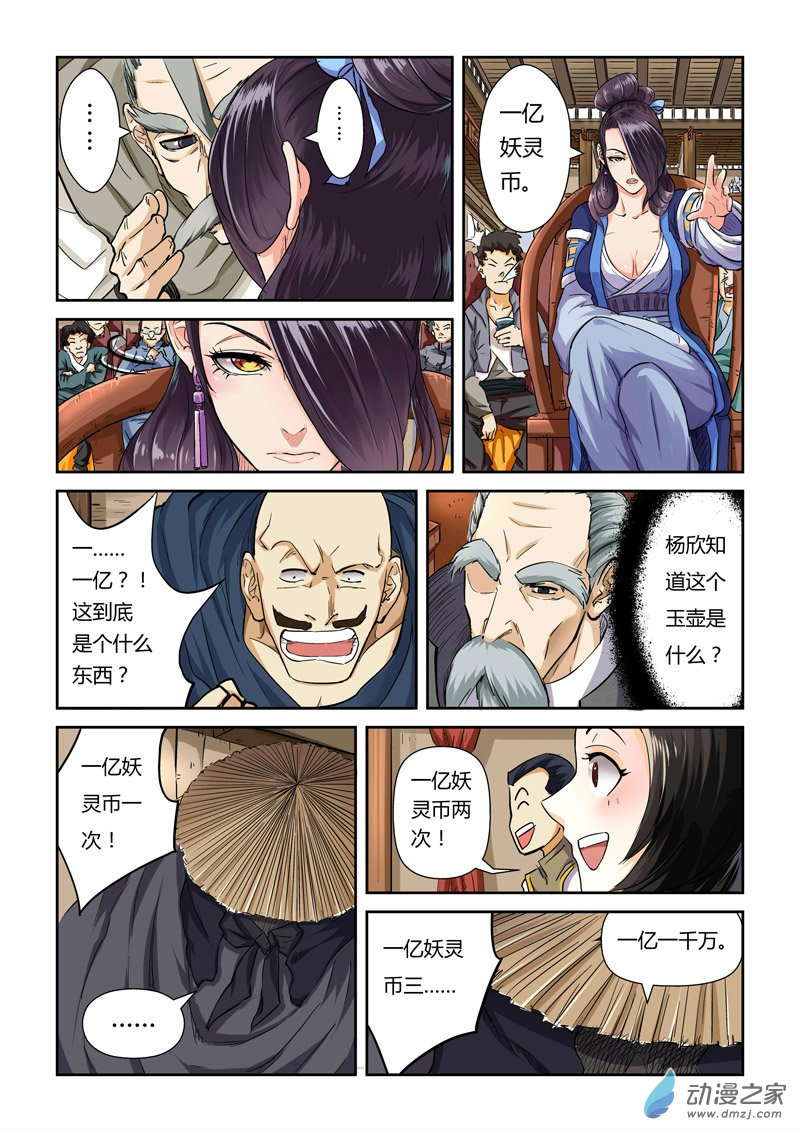 ……
……
一亿
妖灵
币。
一……
一亿？！
这到底
是个什么
东西？
杨欣知
道这个
玉壶是
什么？
一亿妖
灵币一
次！
……
一亿妖
灵币两
次！
一亿妖灵
币三……
一亿一千万。
动漫之家
www.dmzj.com